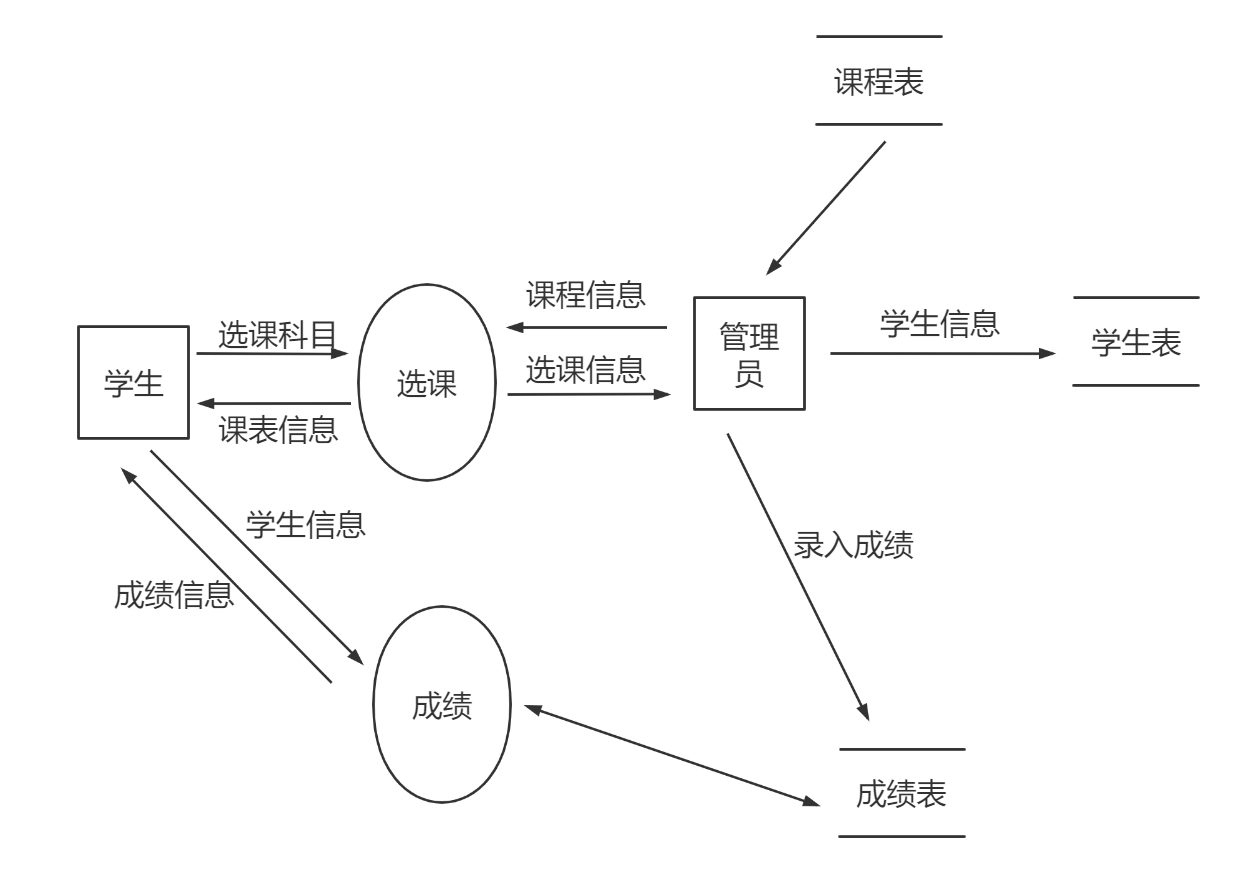 课程表
课程信息
管理
员
学生信息
学生表
选课科目
选课
选课信息
学生
课表信息
学生信息
录入成绩
成绩信息
成绩
成绩表